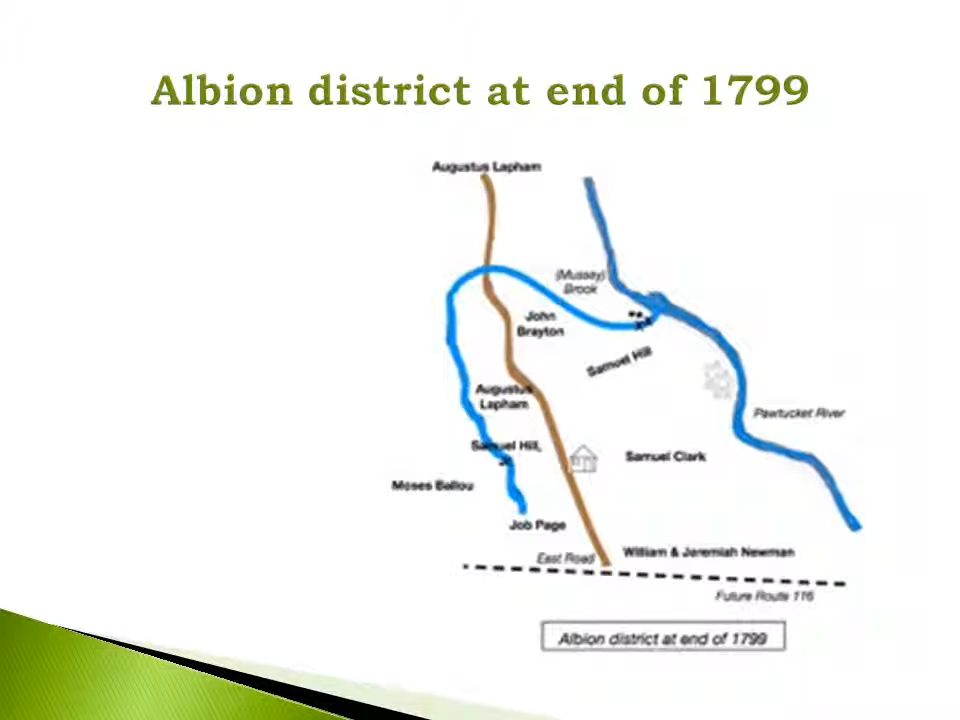 Albion district at end of 1799
Augustus Lapham
(Mussey)
Brook
John
Brayton
Samuel Hill
Augustus
Lapham
Pawtucket River
Samuel Hill,
Samuel Clark
Moses Ballou
Job Page
East Road
William & Jeremiah Newman
Future Route 116
Albion district at end of 1799